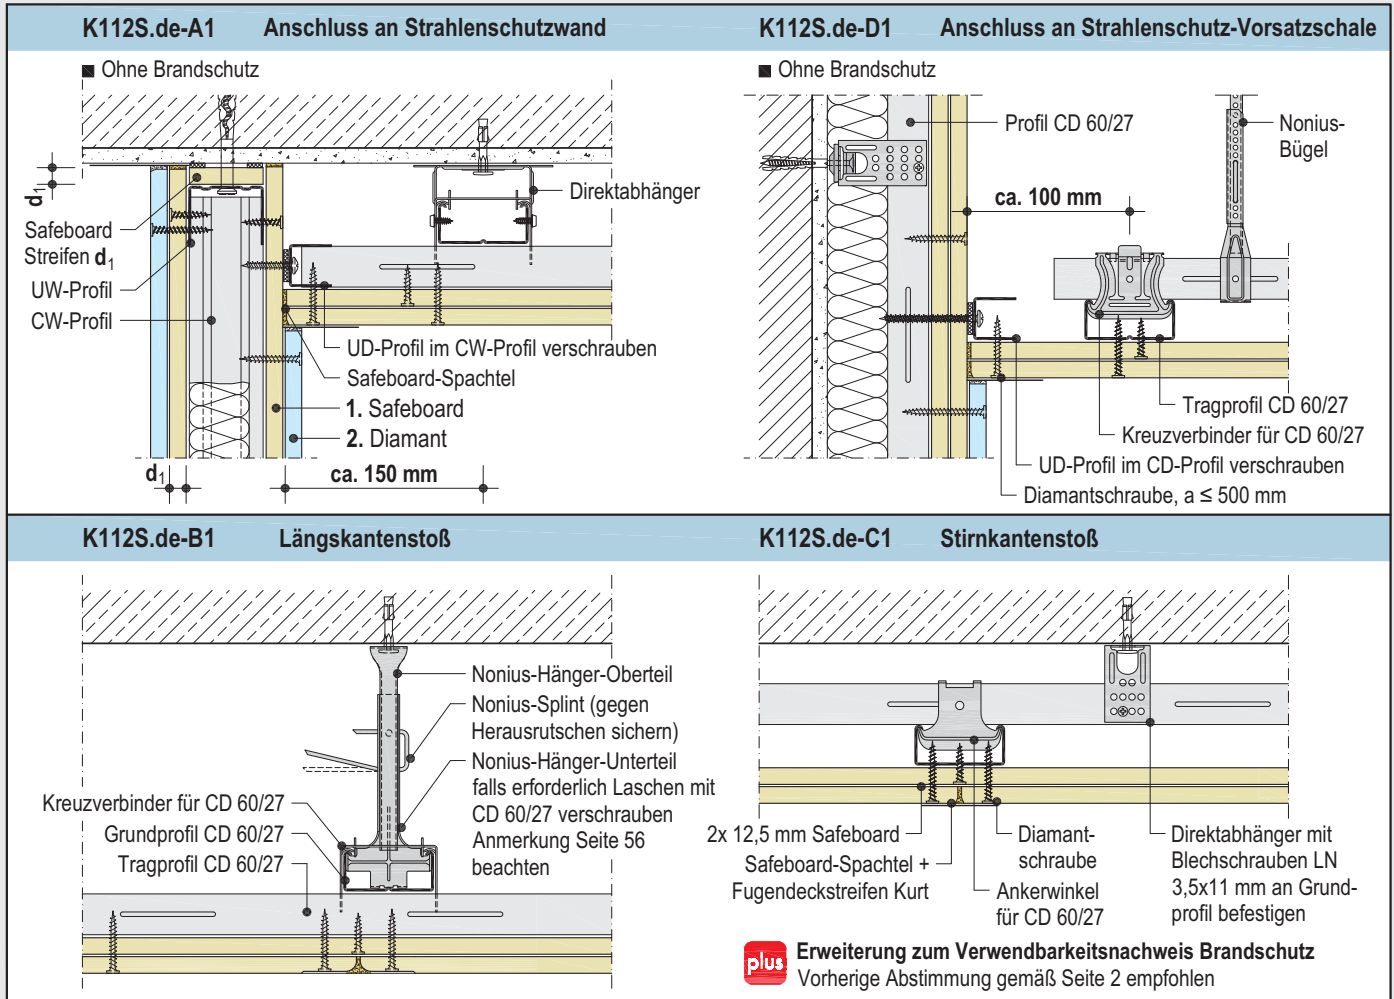 K112S.de-A1 Anschluss an Strahlenschutzwand
■ Ohne Brandschutz
d1
Direktabhänger
Safeboard
Streifen d1
UW-Profil
CW-Profil
UD-Profil im CW-Profil verschrauben
Safeboard-Spachtel
1. Safeboard
2. Diamant
d1
ca. 150 mm
K112S.de-D1 Anschluss an Strahlenschutz-Vorsatzschale
■ Ohne Brandschutz
Profil CD 60/27
Nonius-
Bügel
ca. 100 mm
Tragprofil CD 60/27
Kreuzverbinder für CD 60/27
UD-Profil im CD-Profil verschrauben
Diamantschraube, a ≤ 500 mm
K112S.de-B1 Längskantenstoß
Nonius-Hänger-Oberteil
Nonius-Splint (gegen
Herausrutschen sichern)
Nonius-Hänger-Unterteil
falls erforderlich Laschen mit
CD 60/27 verschrauben
Anmerkung Seite 56
beachten
Kreuzverbinder für CD 60/27
Grundprofil CD 60/27
Tragprofil CD 60/27
K112S.de-C1 Stirnkantenstoß
2x 12,5 mm Safeboard
Safeboard-Spachtel +
Fugendeckstreifen Kurt
Diamant-
schraube
Ankerwinkel
für CD 60/27
Direktabhänger mit
Blechschrauben LN
3,5x11 mm an Grund-
profil befestigen
plus
Erweiterung zum Verwendbarkeitsnachweis Brandschutz
Vorherige Abstimmung gemäß Seite 2 empfohlen